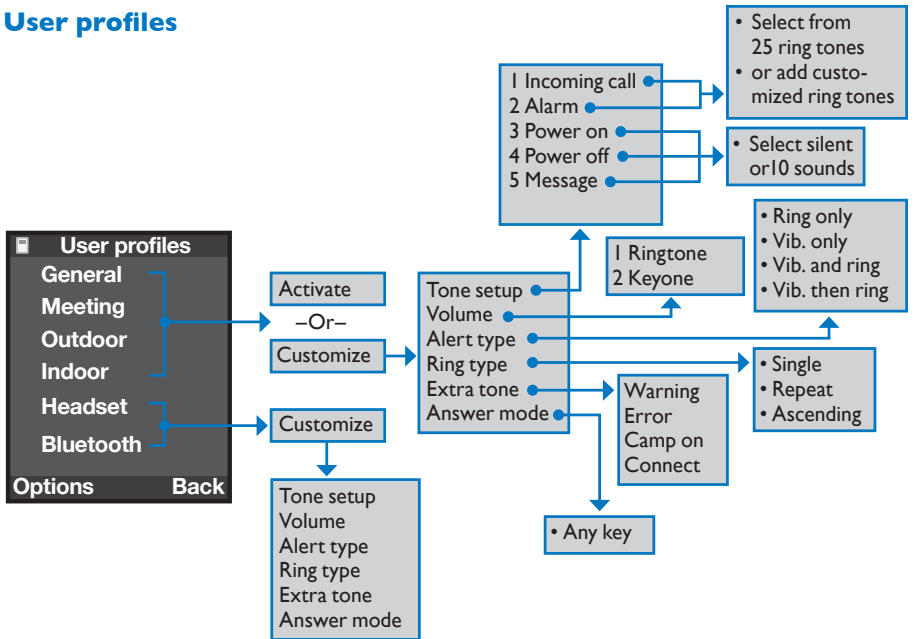 User profiles
User profiles
General
Meeting
Outdoor
Indoor
Headset
Bluetooth
Options Back
Activate
–Or–
Customize
Customize
Tone setup
Volume
Alert type
Ring type
Extra tone
Answer mode
Tone setup
Volume
Alert type
Ring type
Extra tone
Answer mode
1 Incoming call
2 Alarm
3 Power on
4 Power off
5 Message
• Select from
25 ring tones
• or add custo-
mized ring tones
• Select silent
or10 sounds
1 Ringtone
2 Keyone
• Ring only
• Vib. only
• Vib. and ring
• Vib. then ring
• Single
• Repeat
• Ascending
Warning
Error
Camp on
Connect
• Any key